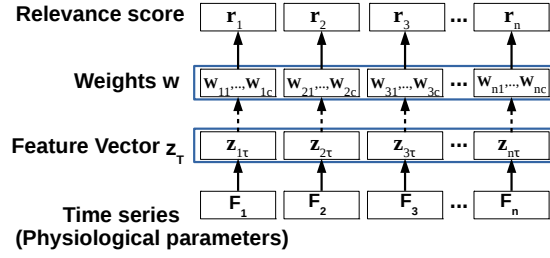 Relevance score r₁ r₂ r₃ ... rₙ
Weights w w₁₁,..,w₁c w₂₁,..,w₂c w₃₁,..,w₃c ... wₙ₁,..,wₙc
Feature Vector z_T z₁τ z₂τ z₃τ ... zₙτ
Time series F₁ F₂ F₃ ... Fₙ
(Physiological parameters)